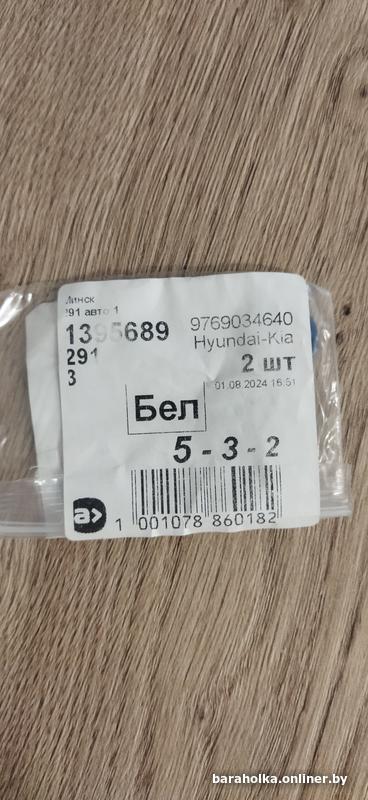 Минск
291 авто 1
1395689
291
3
9769034640
Hyundai-Kia
2 шт
01.08.2024 16:51
Бел
5 - 3 - 2
a>
1 001078 860182
baraholka.onliner.by